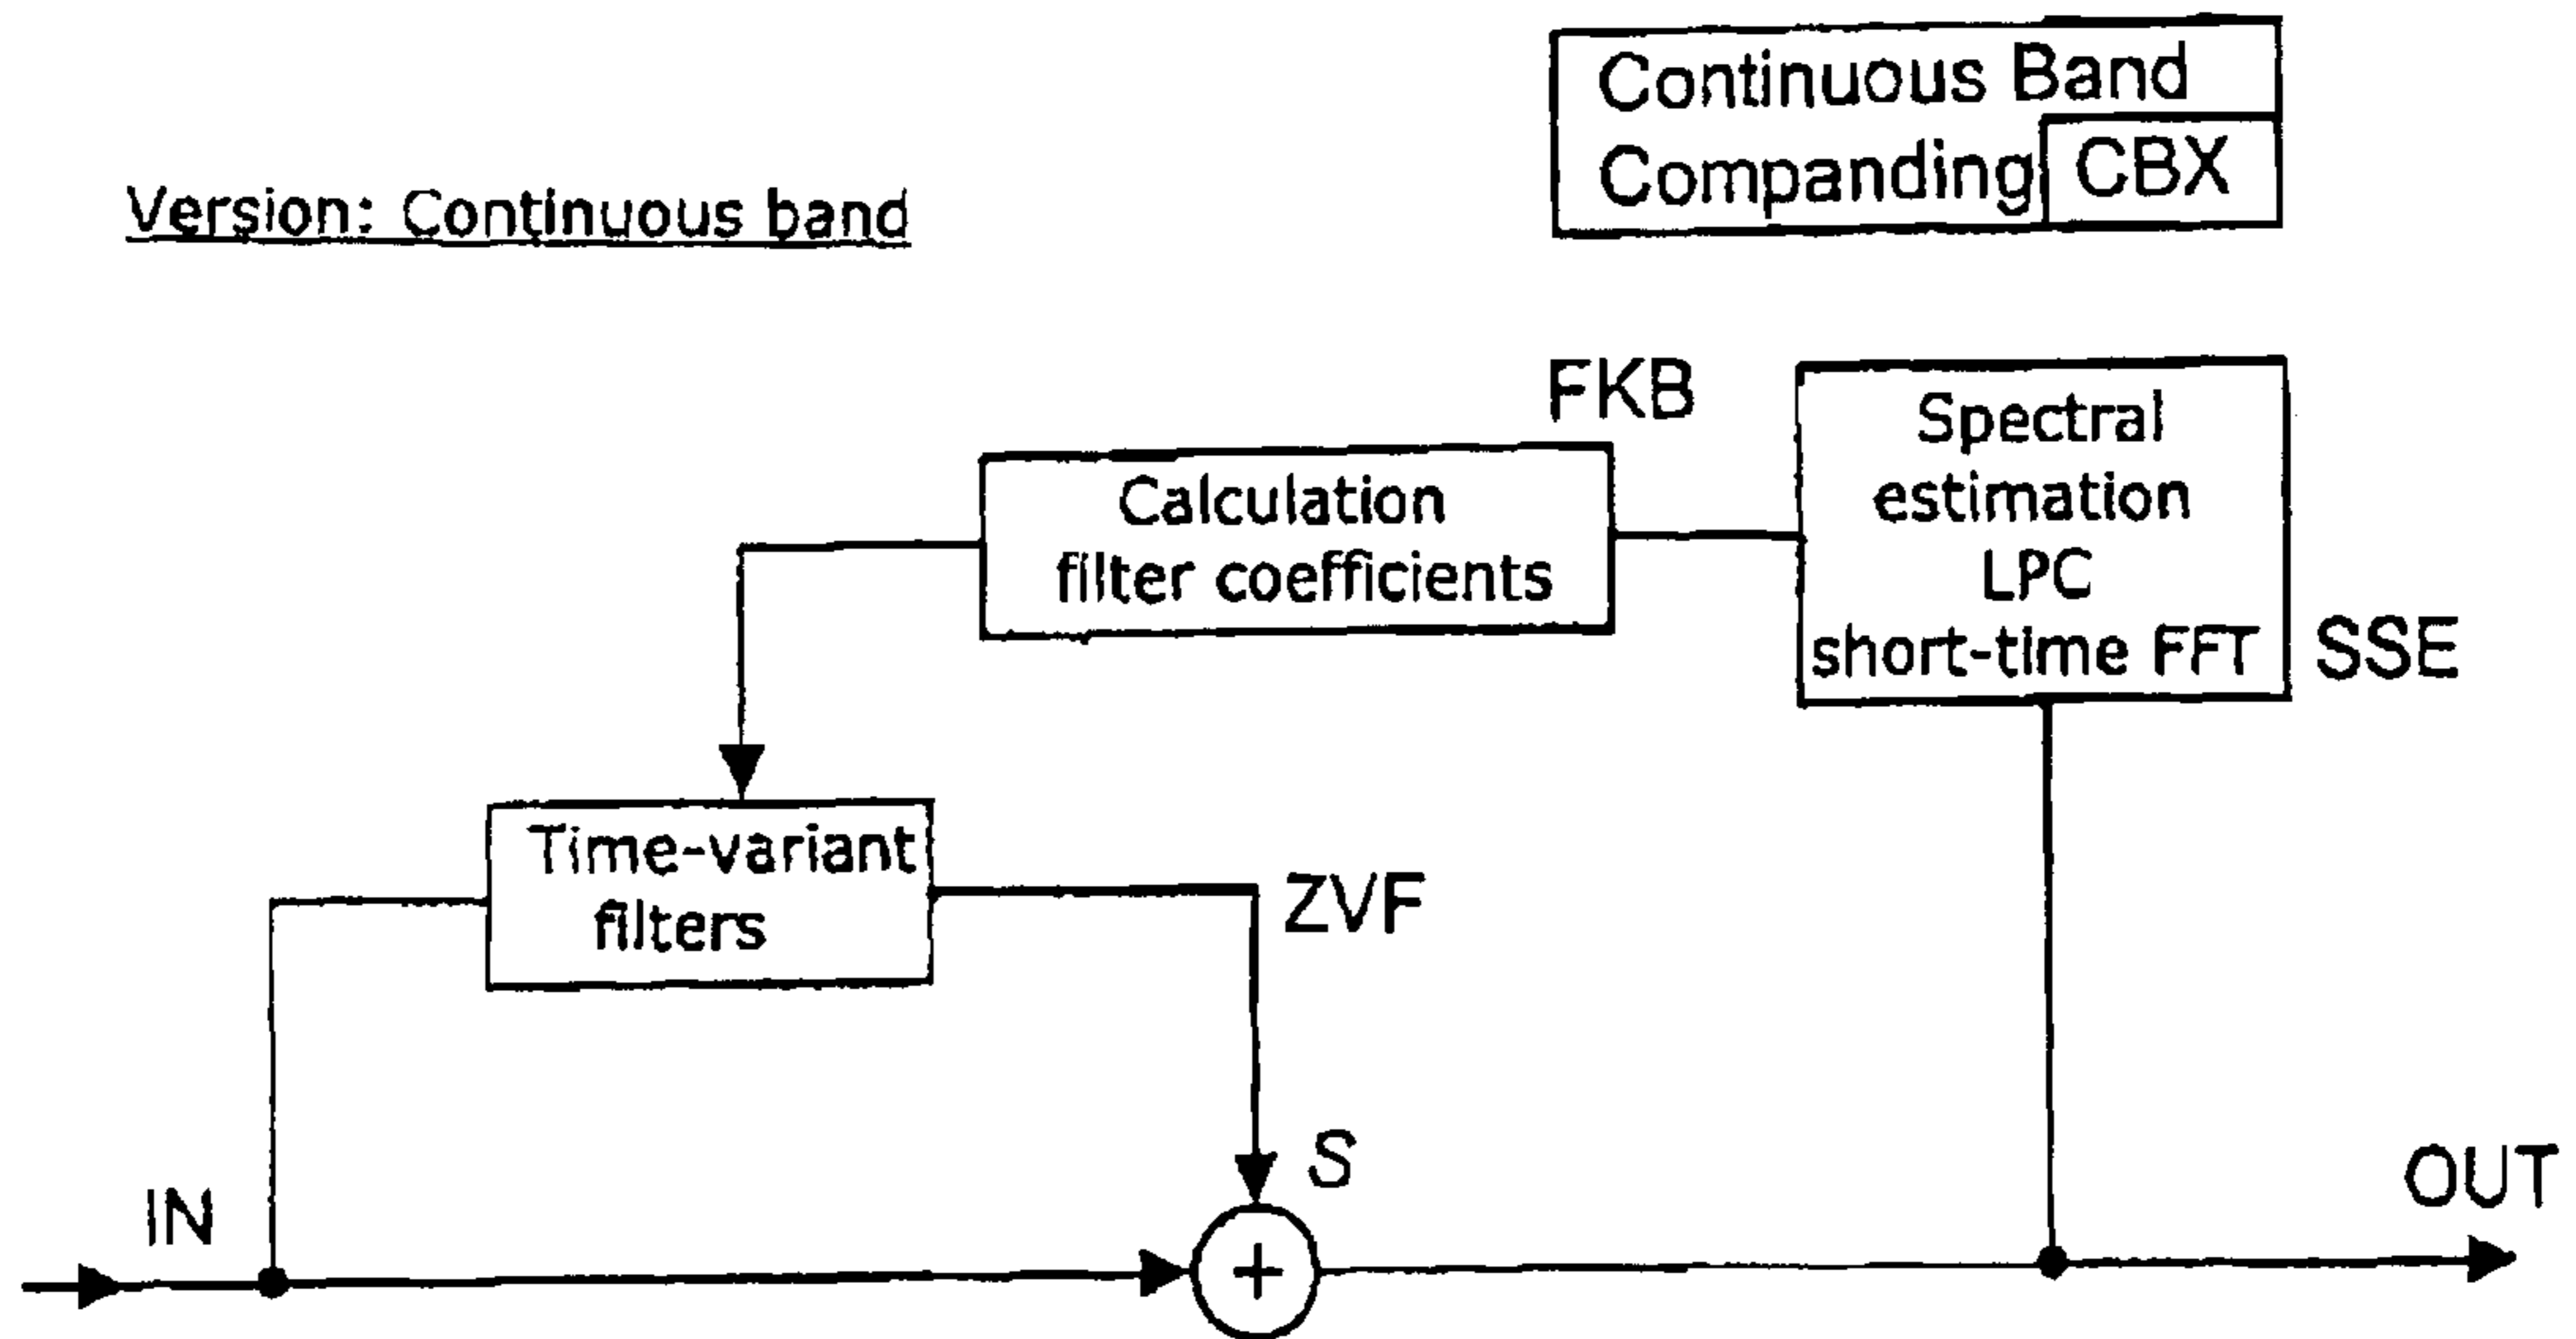 Continuous Band
Companding CBX
Version: Continuous band
FKB
Spectral
estimation
LPC
short-time FFT
SSE
Calculation
filter coefficients
Time-variant
filters
ZVF
S
IN
+
OUT